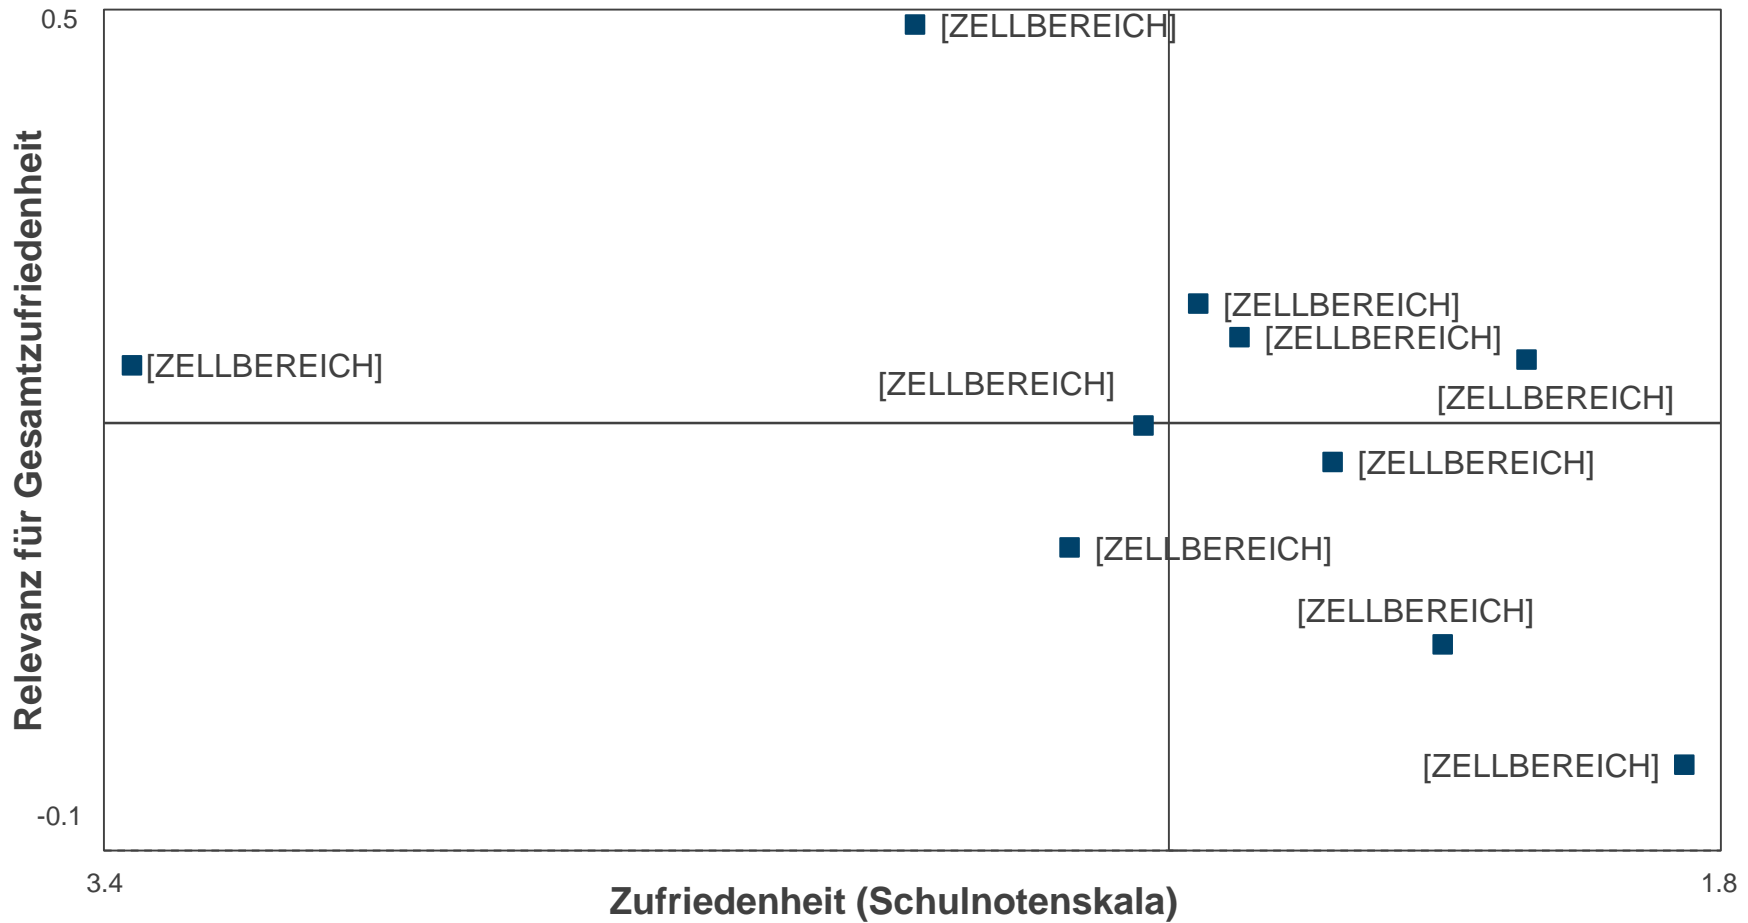 0.5
[ZELLBEREICH]
Relevanz für Gesamtzufriedenheit
[ZELLBEREICH]
[ZELLBEREICH]
[ZELLBEREICH]
[ZELLBEREICH]
[ZELLBEREICH]
[ZELLBEREICH]
[ZELLBEREICH]
[ZELLBEREICH]
[ZELLBEREICH]
-0.1
3.4
Zufriedenheit (Schulnotenskala)
1.8